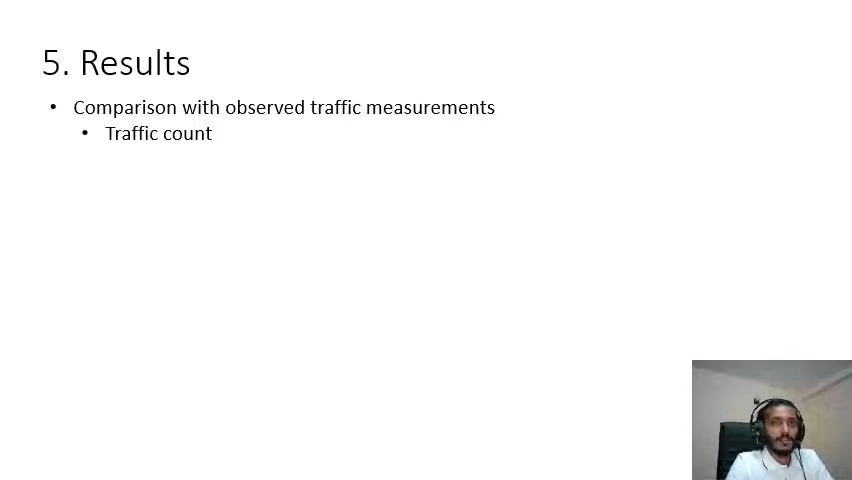 5. Results
• Comparison with observed traffic measurements
• Traffic count